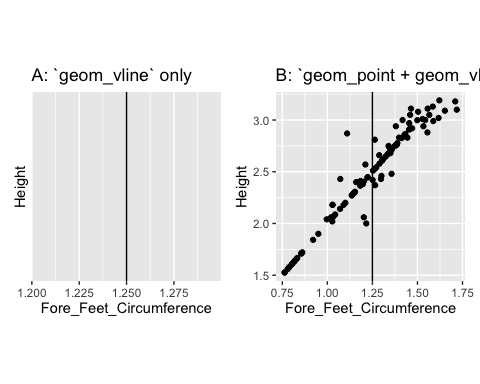 A: `geom_vline` only
Height
1.200
1.225
1.250
1.275
Fore_Feet_Circumference
B: `geom_point + geom_vl
Height
3.0
2.5
2.0
1.5
0.75
1.00
1.25
1.50
1.75
Fore_Feet_Circumference